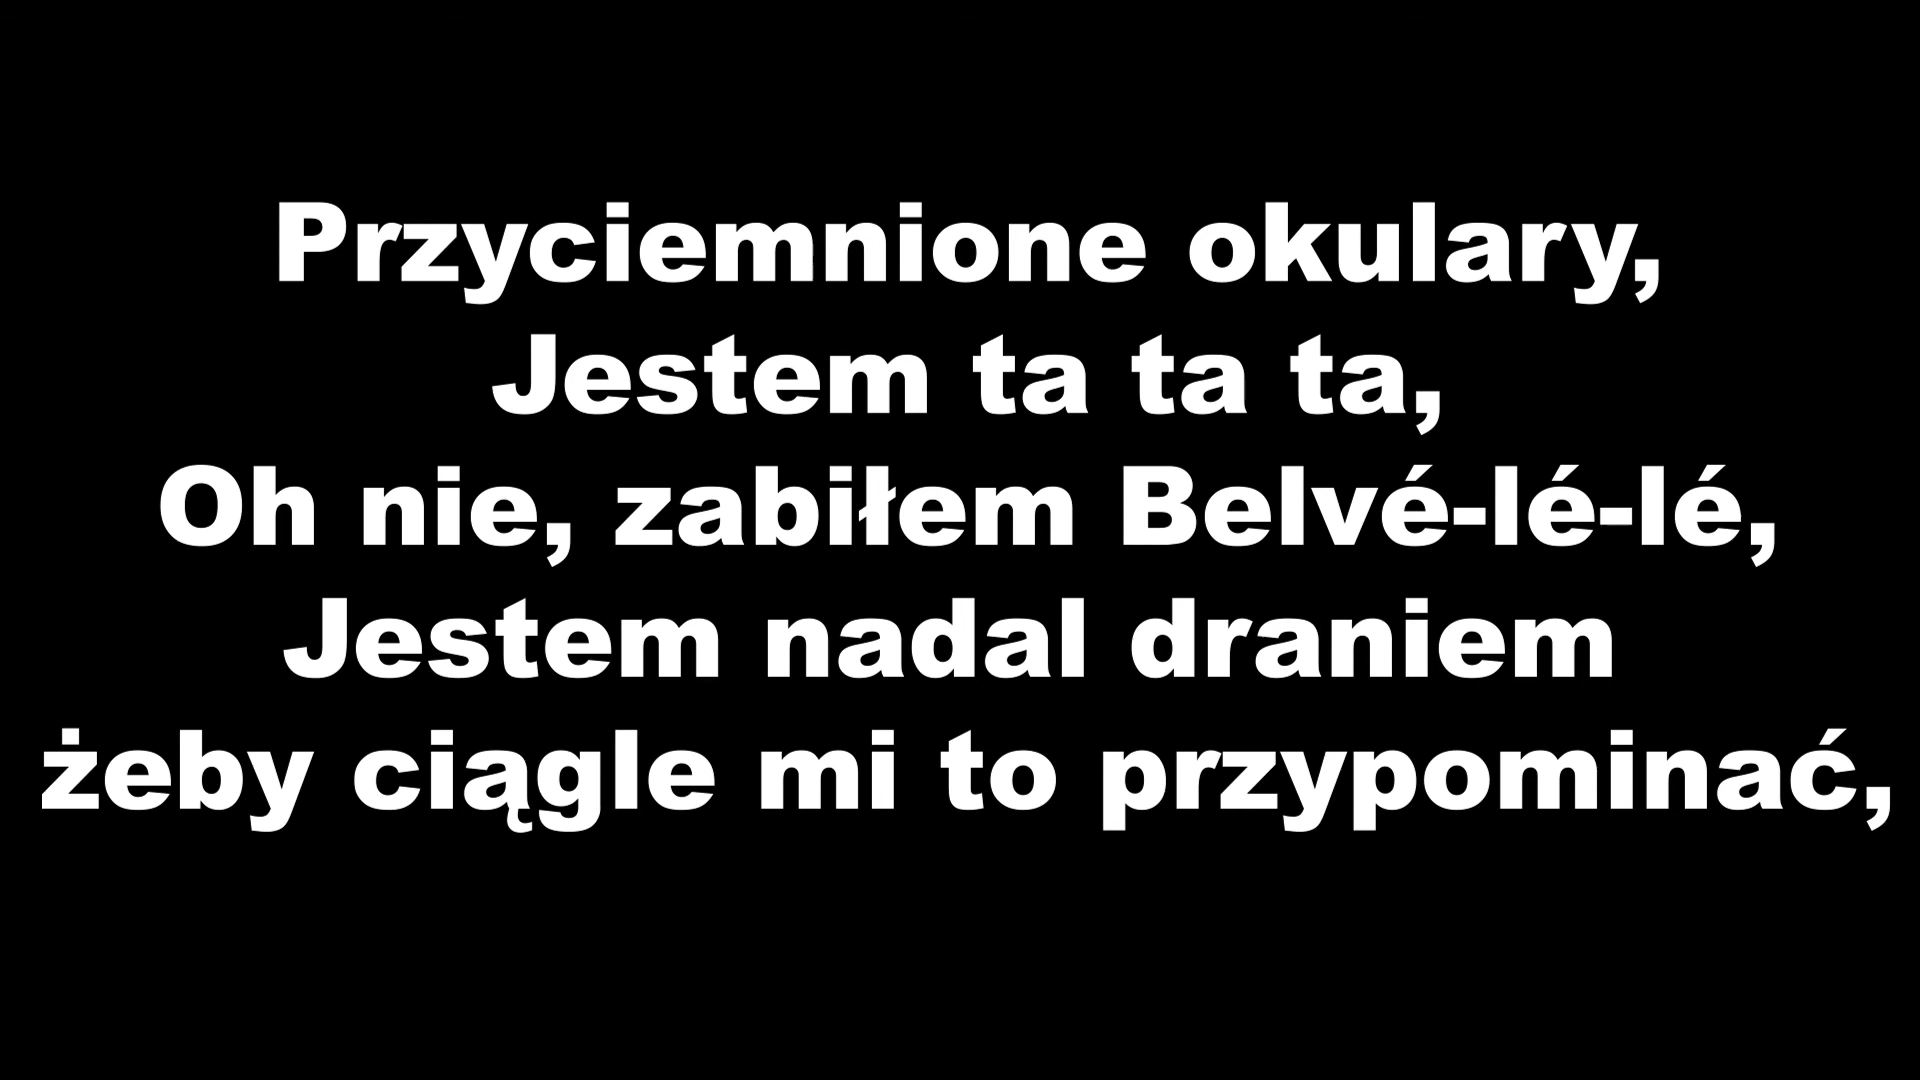 Przyciemnione okulary,
Jestem ta ta ta,
Oh nie, zabiłem Belvé-lé-lé,
Jestem nadal draniem
żeby ciągle mi to przypominać,